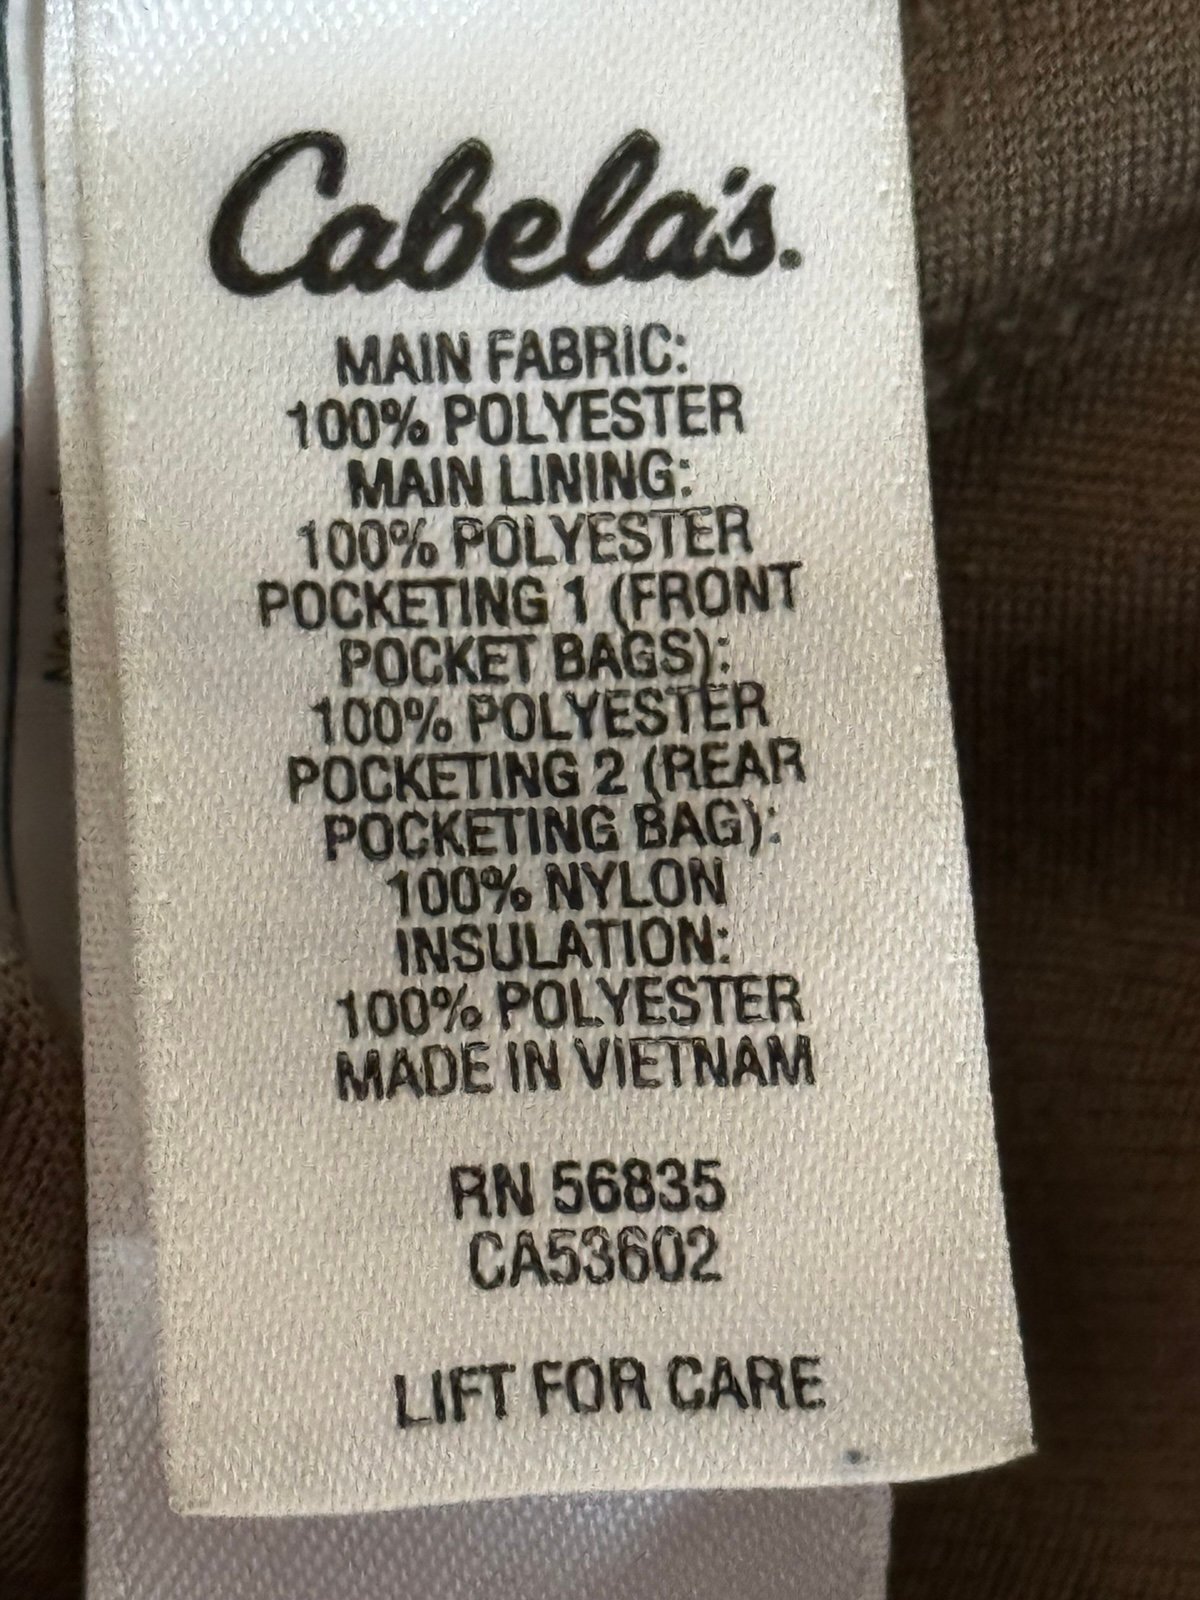 Cabela's.
MAIN FABRIC:
100% POLYESTER
MAIN LINING:
100% POLYESTER
POCKETING 1 (FRONT
POCKET BAGS):
100% POLYESTER
POCKETING 2 (REAR
POCKETING BAG):
100% NYLON
INSULATION:
100% POLYESTER
MADE IN VIETNAM
RN 56835
CA53602
LIFT FOR CARE